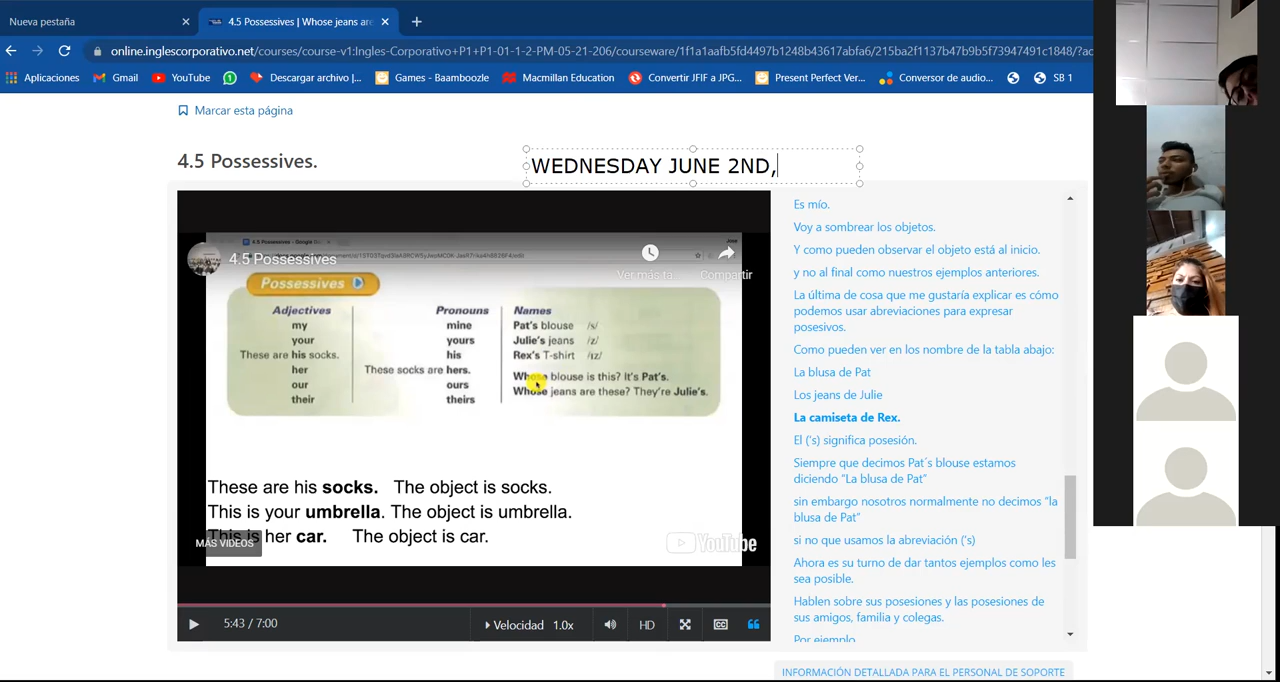 Nueva pestaña
4.5 Possessives | Whose jeans are
online.inglescorporativo.net/courses/course-v1:Ingles-Corporativo+P1+P1-01-1-2-PM-05-21-206/courseware/1f1a1aafb5fd4497b1248b43617abfa6/215ba2f1137b47b9b5f73947491c1848/?ac
Aplicaciones
Gmail
YouTube
Descargar archivo |...
Games - Baamboozle
Macmillan Education
Convertir JFIF a JPG...
Present Perfect Ver...
Conversor de audio...
SB 1
Marcar esta página
4.5 Possessives.
WEDNESDAY JUNE 2ND,
4.5 Possessives
Ver más ta...
Compartir
Possessives
Adjectives
my
your
These are his socks.
her
our
their
Pronouns
mine
yours
his
These socks are hers.
ours
theirs
Names
Pat's blouse /s/
Julie's jeans /z/
Rex's T-shirt /ɪz/
Whose blouse is this? It's Pat's.
Whose jeans are these? They're Julie's.
These are his socks. The object is socks.
This is your umbrella. The object is umbrella.
This is her car. The object is car.
MÁS VÍDEOS
YouTube
5:43 / 7:00
Velocidad 1.0x
HD
Es mío.
Voy a sombrear los objetos.
Y como pueden observar el objeto está al inicio.
y no al final como nuestros ejemplos anteriores.
La última de cosa que me gustaría explicar es cómo
podemos usar abreviaciones para expresar
posesivos.
Como pueden ver en los nombre de la tabla abajo:
La blusa de Pat
Los jeans de Julie
La camiseta de Rex.
El ('s) significa posesión.
Siempre que decimos Pat´s blouse estamos
diciendo “La blusa de Pat”
sin embargo nosotros normalmente no decimos “la
blusa de Pat”
si no que usamos la abreviación ('s)
Ahora es su turno de dar tantos ejemplos como les
sea posible.
Hablen sobre sus posesiones y las posesiones de
sus amigos, familia y colegas.
Por ejemplo
INFORMACIÓN DETALLADA PARA EL PERSONAL DE SOPORTE